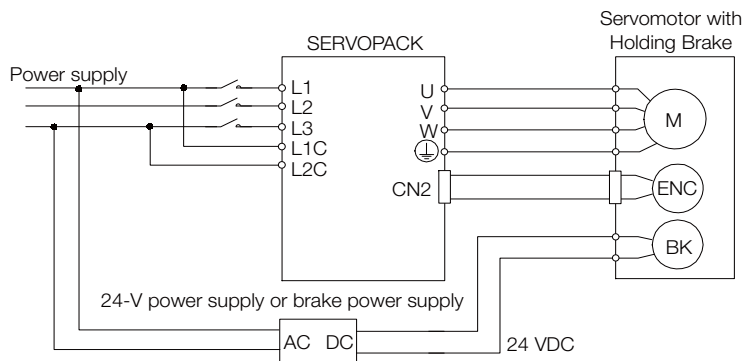 Servomotor with
Holding Brake
SERVOPACK
Power supply
L1
L2
L3
L1C
L2C
U
V
W
CN2
M
ENC
BK
24-V power supply or brake power supply
AC DC
24 VDC